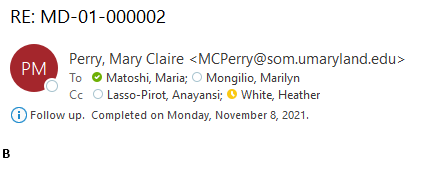 RE: MD-01-000002
PM
Perry, Mary Claire <MCPerry@som.umaryland.edu>
To Matoshi, Maria; Mongilio, Marilyn
Cc Lasso-Pirot, Anayansi; White, Heather
Follow up. Completed on Monday, November 8, 2021.
B